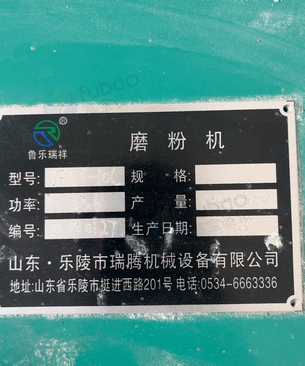 fubao
鲁乐瑞祥 ® 磨粉机
型号: 规格:
功率: 产量:
编号: 生产日期:
山东·乐陵市瑞腾机械设备有限公司
地址:山东省乐陵市挺进西路201号 电话:0534-6663336